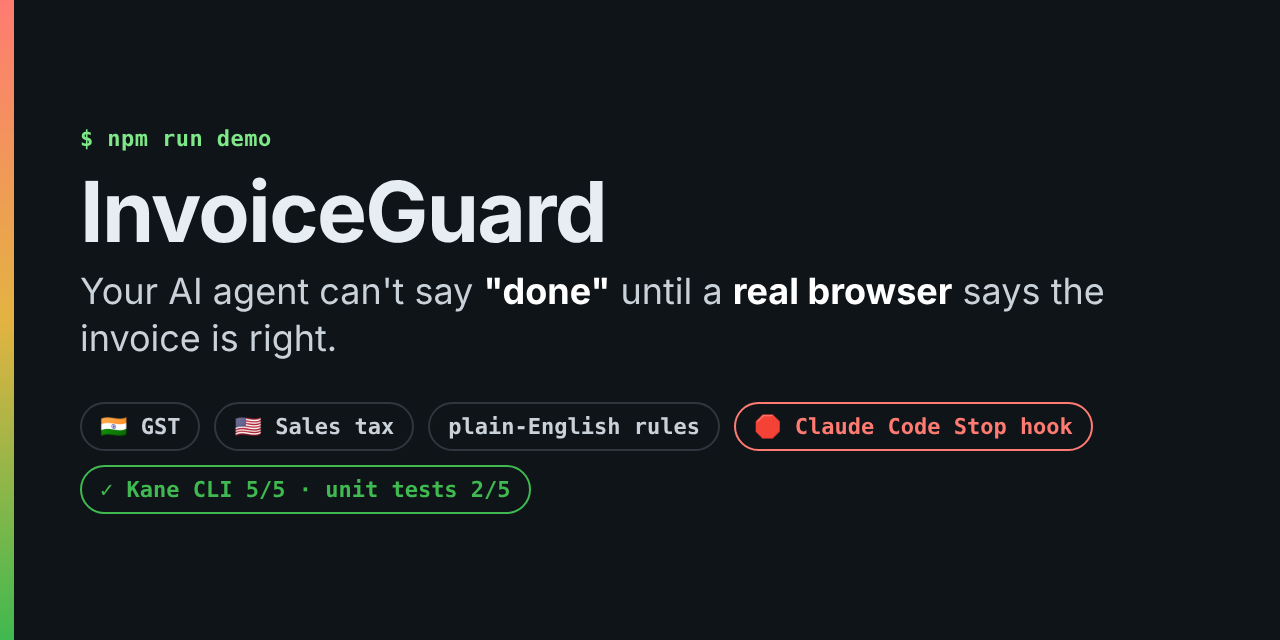 $ npm run demo
InvoiceGuard
Your AI agent can't say "done" until a real browser says the
invoice is right.
🇮🇳 GST 🇺🇸 Sales tax plain-English rules 🛑 Claude Code Stop hook
✓ Kane CLI 5/5 · unit tests 2/5